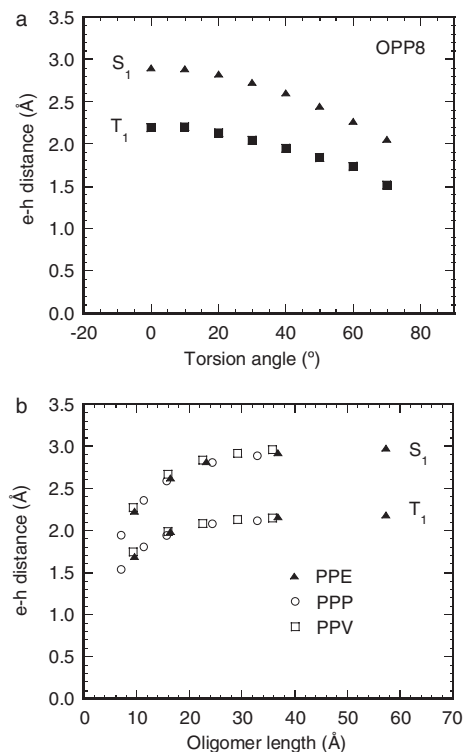 a
OPP8
S1
T1
e-h distance (Å)
3.5
3.0
2.5
2.0
1.5
1.0
0.5
0.0
-20 0 20 40 60 80
Torsion angle (º)
b
S1
T1
PPE
PPP
PPV
e-h distance (Å)
3.5
3.0
2.5
2.0
1.5
1.0
0.5
0.0
0 10 20 30 40 50 60 70
Oligomer length (Å)